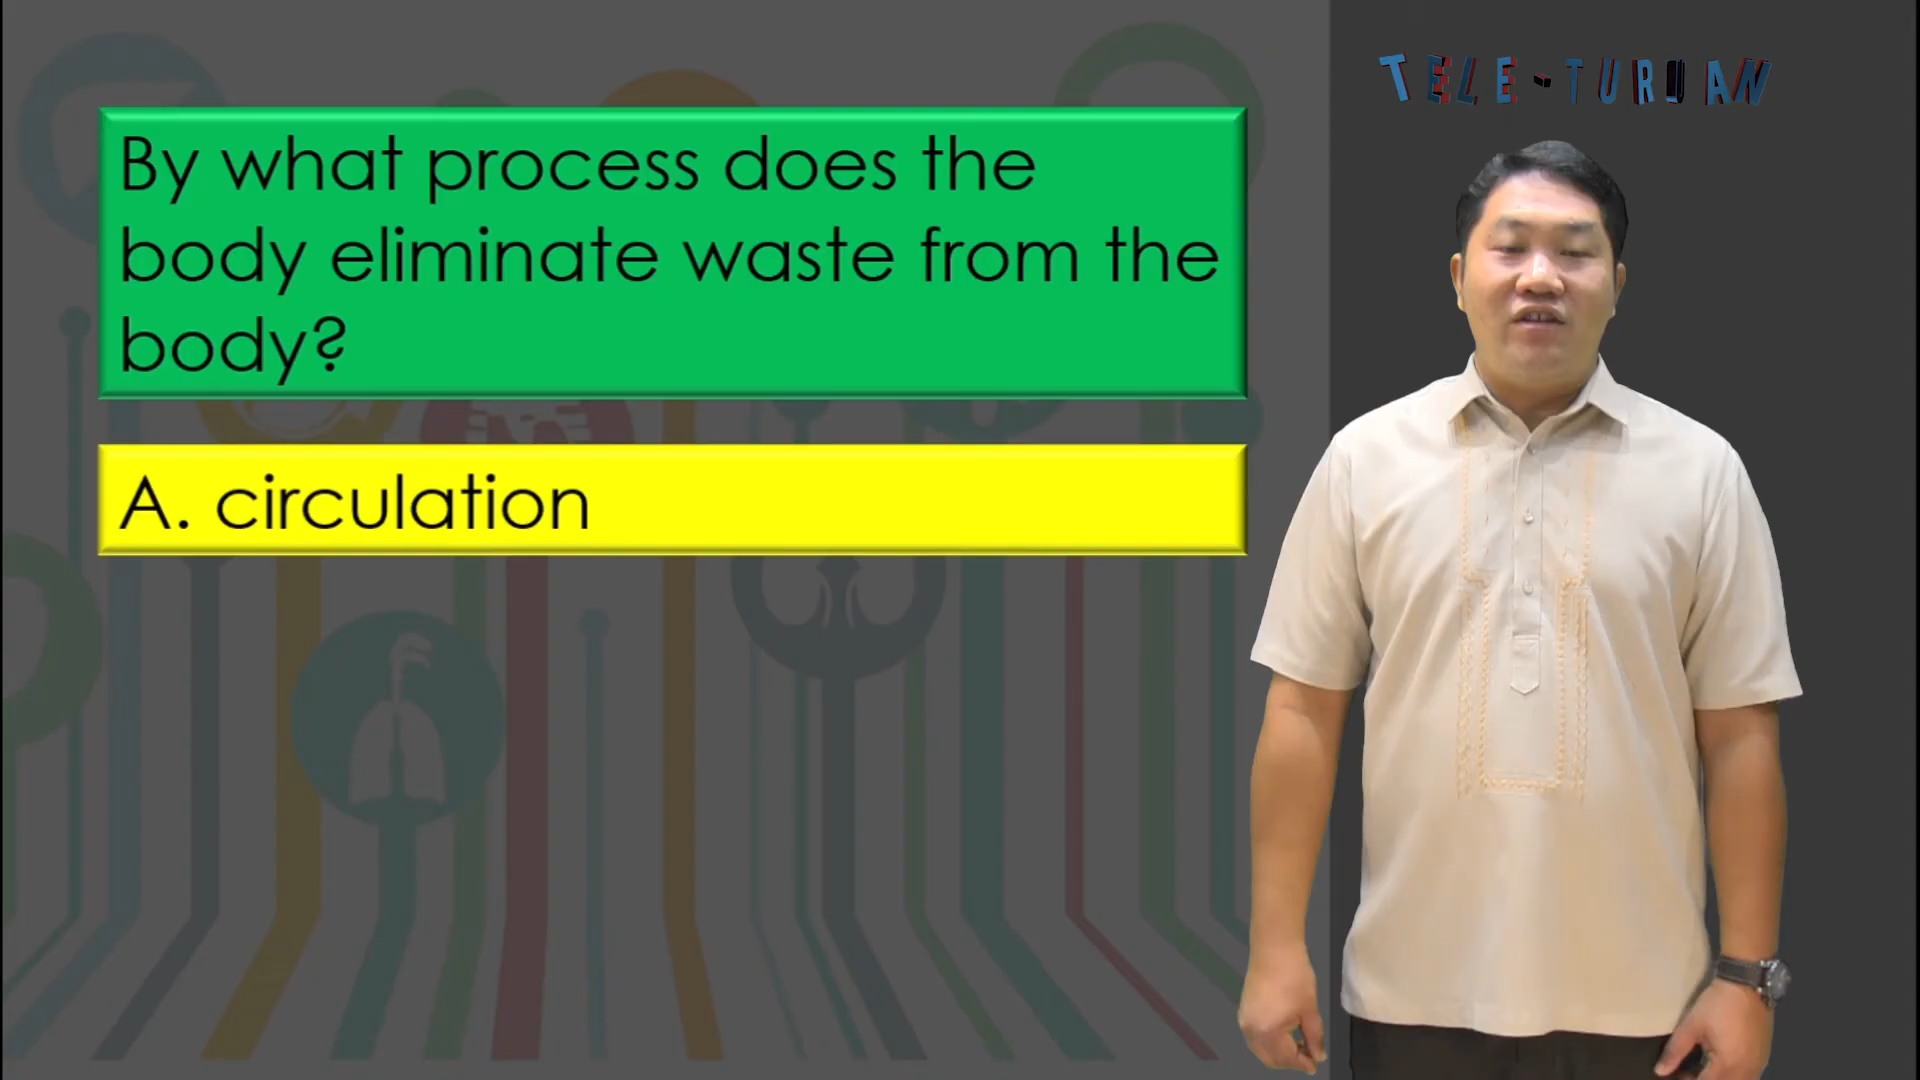 TELE-TURUAN
By what process does the
body eliminate waste from the
body?
A. circulation